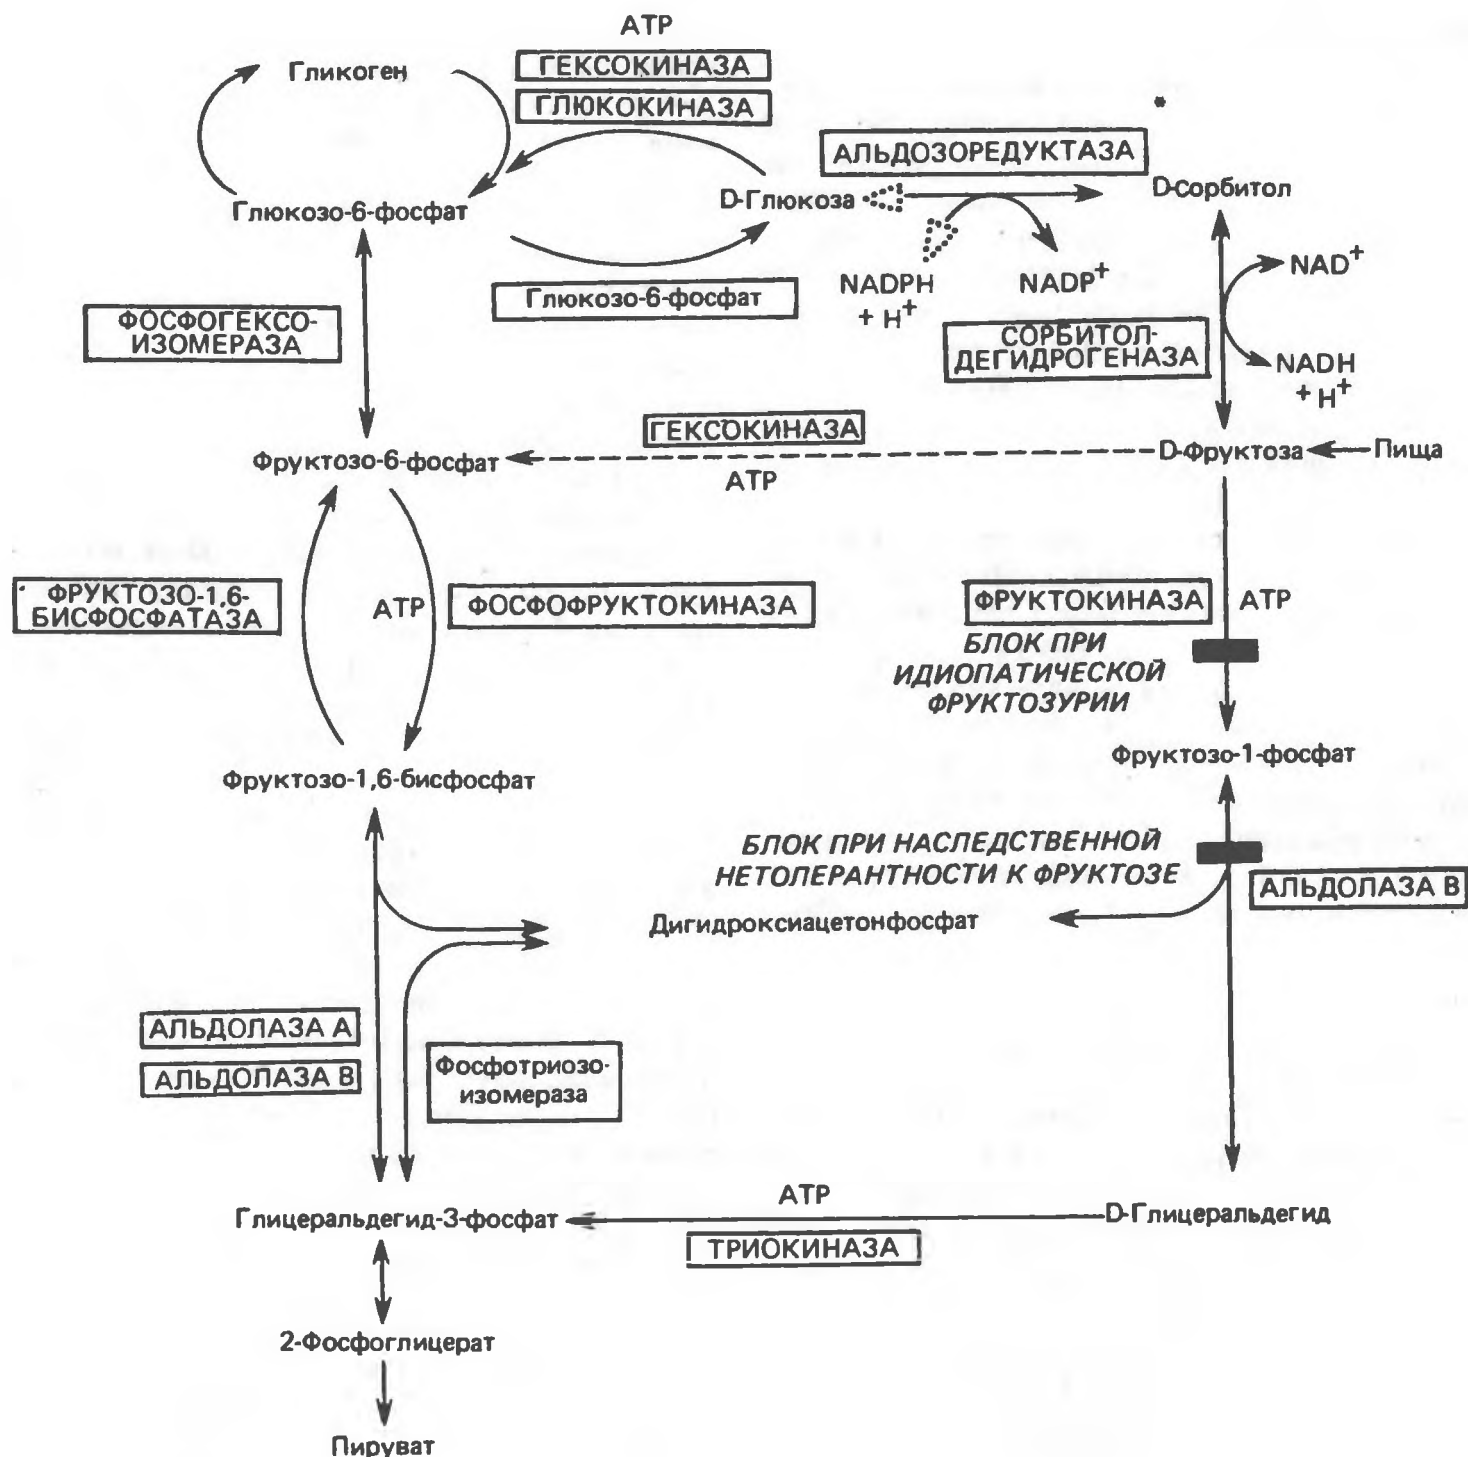 ATP
ГЕКСОКИНАЗА
Гликоген
ГЛЮКОКИНАЗА
*
АЛЬДОЗОРЕДУКТАЗА
Глюкозо-6-фосфат
D-Глюкоза
D-сорбитол
NADPH
+ H+
NADP+
NAD+
Глюкозо-6-фосфат
ФОСФОГЕКСО-
ИЗОМЕРАЗА
СОРБИТОЛ-
ДЕГИДРОГЕНАЗА
NADH
+ H+
ГЕКСОКИНАЗА
Фруктозо-6-фосфат
ATP
D-Фруктоза
Пища
ФРУКТОЗО-1,6-
БИСФОСФАТАЗА
ATP
ФОСФОФРУКТОКИНАЗА
ФРУКТОКИНАЗА
ATP
БЛОК ПРИ
ИДИОПАТИЧЕСКОЙ
ФРУКТОЗУРИИ
Фруктозо-1,6-бисфосфат
Фруктозо-1-фосфат
БЛОК ПРИ НАСЛЕДСТВЕННОЙ
НЕТОЛЕРАНТНОСТИ К ФРУКТОЗЕ
АЛЬДОЛАЗА В
Дигидроксиацетонфосфат
АЛЬДОЛАЗА А
АЛЬДОЛАЗА В
Фосфотриозо-
изомераза
Глицеральдегид-3-фосфат
ATP
ТРИОКИНАЗА
D-Глицеральдегид
2-Фосфоглицерат
Пируват